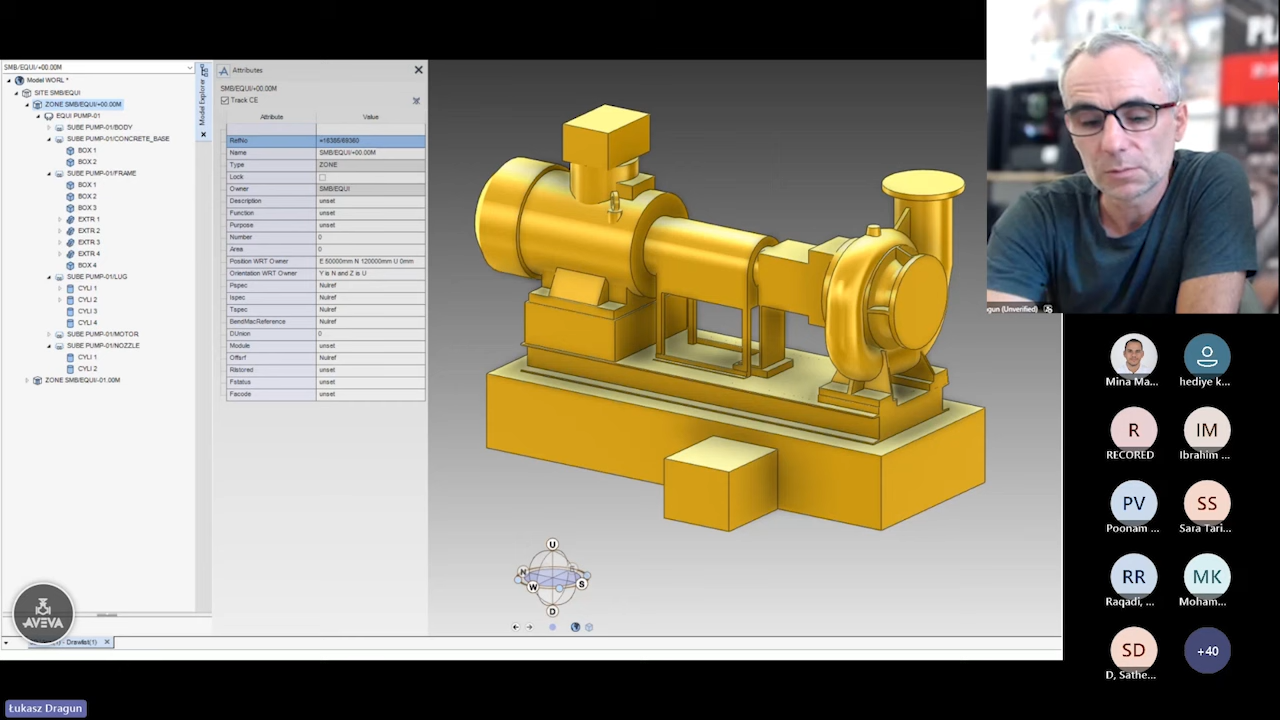 SMB/EQUI/+00.00M
Model WORL *
SITE SMB/EQUI
ZONE SMB/EQUI/+00.00M
EQUI PUMP-01
SUBE PUMP-01/BODY
SUBE PUMP-01/CONCRETE_BASE
BOX 1
BOX 2
SUBE PUMP-01/FRAME
BOX 1
BOX 2
BOX 3
EXTR 1
EXTR 2
EXTR 3
EXTR 4
BOX 4
SUBE PUMP-01/LUG
CYLI 1
CYLI 2
CYLI 3
CYLI 4
SUBE PUMP-01/MOTOR
SUBE PUMP-01/NOZZLE
CYLI 1
CYLI 2
ZONE SMB/EQUI/-01.00M
Model Explorer
Attributes
SMB/EQUI/+00.00M
Track CE
Attribute Value
RefNo =16386/69360
Name SMB/EQUI/+00.00M
Type ZONE
Lock
Owner SMB/EQUI
Description unset
Function unset
Purpose unset
Number 0
Area 0
Position WRT Owner E 50000mm N 120000mm U 0mm
Orientation WRT Owner Y is N and Z is U
Pspec Nulref
Ispec Nulref
Tspec Nulref
BendMacReference Nulref
DUnion 0
Module unset
Offsrf Nulref
Ristored unset
Fstatus unset
Facode unset
U
N
W
S
D
AVEVA
- Drawlist(1)
gun (Unverified)
Mina Ma...
hediye k...
R
RECORED
IM
Ibrahim ...
PV
Poonam ...
SS
Sara Tari...
RR
Raqadi, ...
MK
Moham...
SD
D, Sathe...
+40
Łukasz Dragun